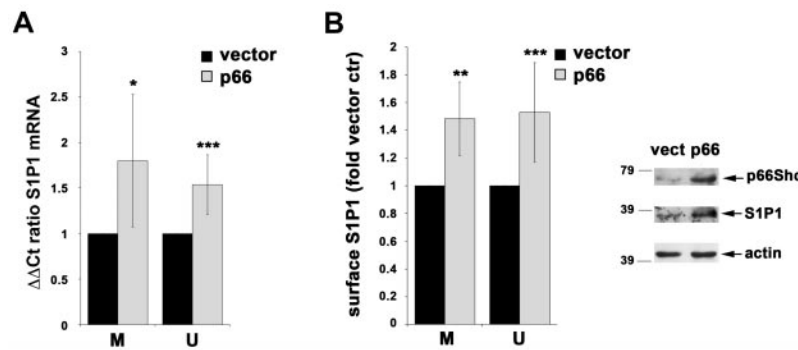 A
ΔΔCt ratio S1P1 mRNA
3
2.5
2
1.5
1
0.5
0
vector
p66
*
***
M
U
B
surface S1P1 (fold vector ctr)
2
1.8
1.6
1.4
1.2
1
0.8
0.6
0.4
0.2
0
vector
p66
**
***
M
U
vect p66
79
p66Shc
39
S1P1
39
actin